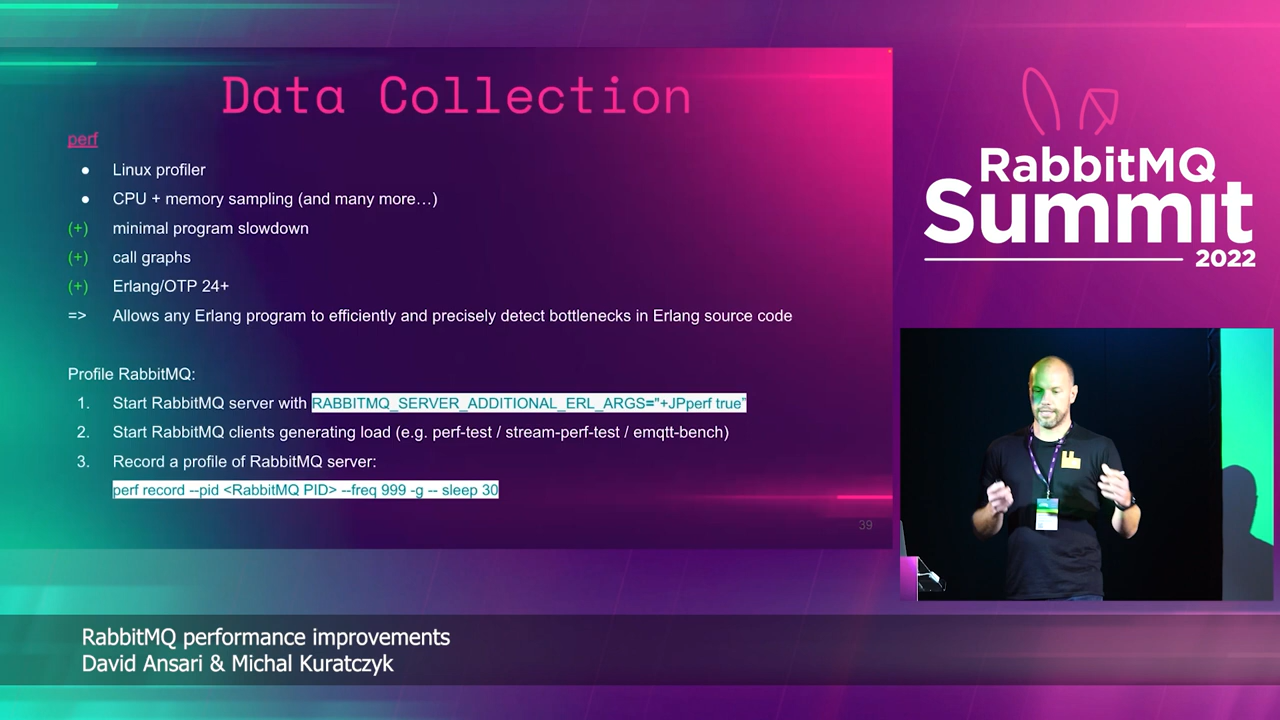 Data Collection
perf
● Linux profiler
● CPU + memory sampling (and many more…)
(+) minimal program slowdown
(+) call graphs
(+) Erlang/OTP 24+
=> Allows any Erlang program to efficiently and precisely detect bottlenecks in Erlang source code
Profile RabbitMQ:
1. Start RabbitMQ server with RABBITMQ_SERVER_ADDITIONAL_ERL_ARGS="+JPperf true”
2. Start RabbitMQ clients generating load (e.g. perf-test / stream-perf-test / emqtt-bench)
3. Record a profile of RabbitMQ server:
perf record --pid <RabbitMQ PID> --freq 999 -g -- sleep 30
39
RabbitMQ
Summit
2022
RabbitMQ performance improvements
David Ansari & Michal Kuratczyk